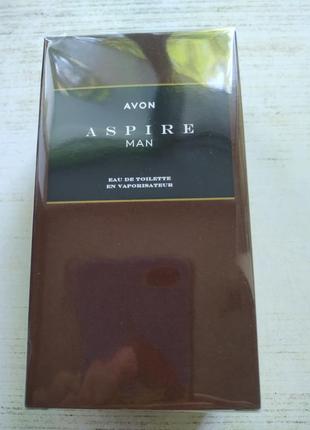 AVON
ASPIRE
MAN
EAU DE TOILETTE
EN VAPORISATEUR